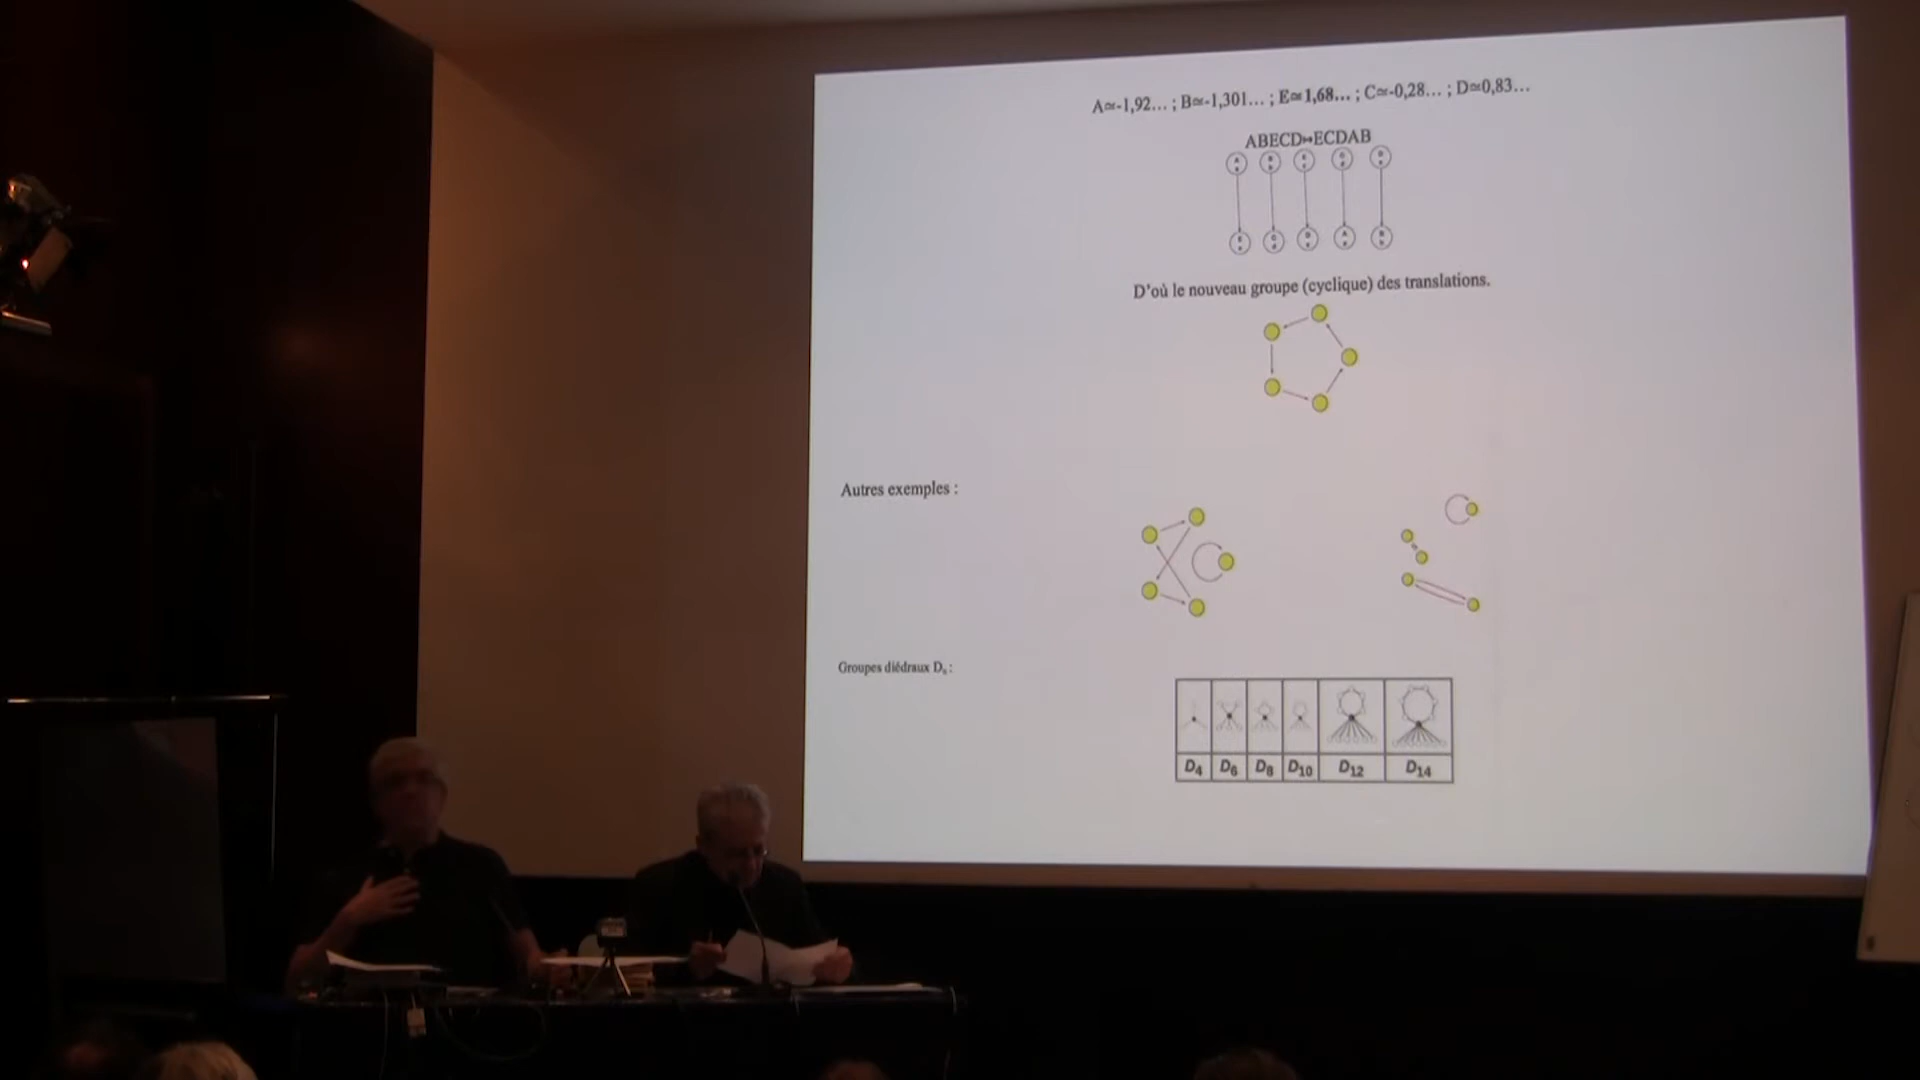 A≃-1,92… ; B≃-1,301… ; E≃1,68… ; C≃-0,28… ; D≃0,83…
ABECD↦ECDAB
D'où le nouveau groupe (cyclique) des translations.
Autres exemples :
Groupes diédraux Dₓ :
D4 D6 D8 D10 D12 D14